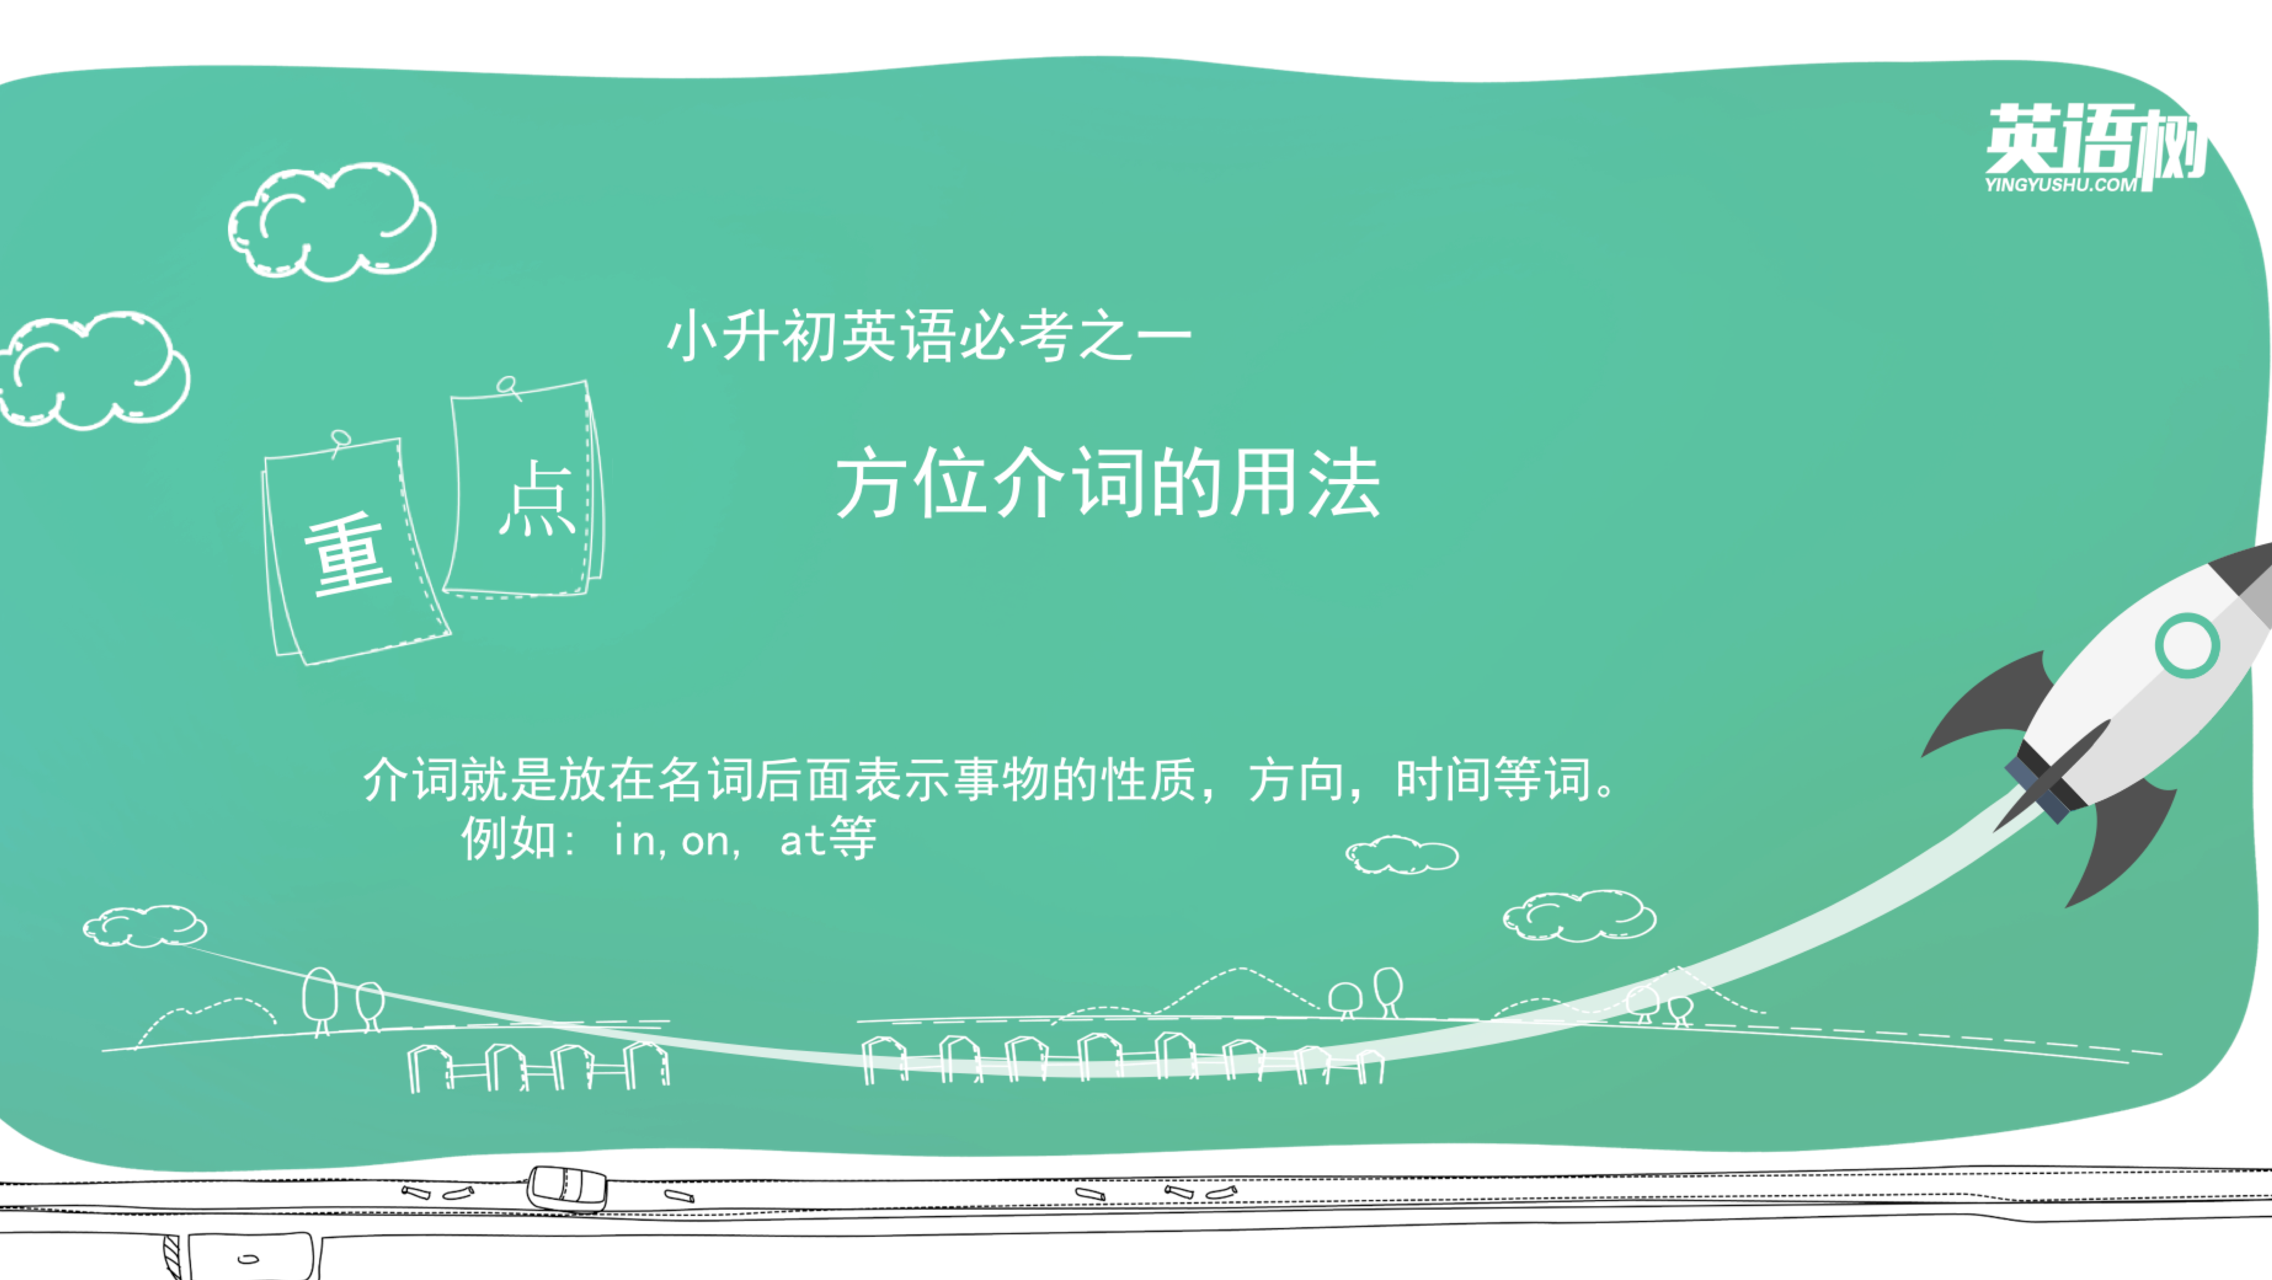 英语树
YINGYUSHU.COM
小升初英语必考之一
重点
方位介词的用法
介词就是放在名词后面表示事物的性质，方向，时间等词。
例如: in,on, at等